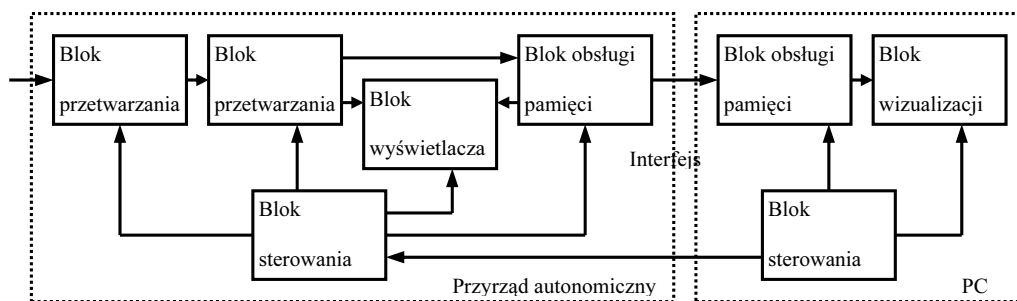 Blok
przetwarzania
Blok
przetwarzania
Blok
wyświetlacza
Blok obsługi
pamięci
Blok obsługi
pamięci
Blok
wizualizacji
Interfejs
Blok
sterowania
Blok
sterowania
Przyrząd autonomiczny
PC